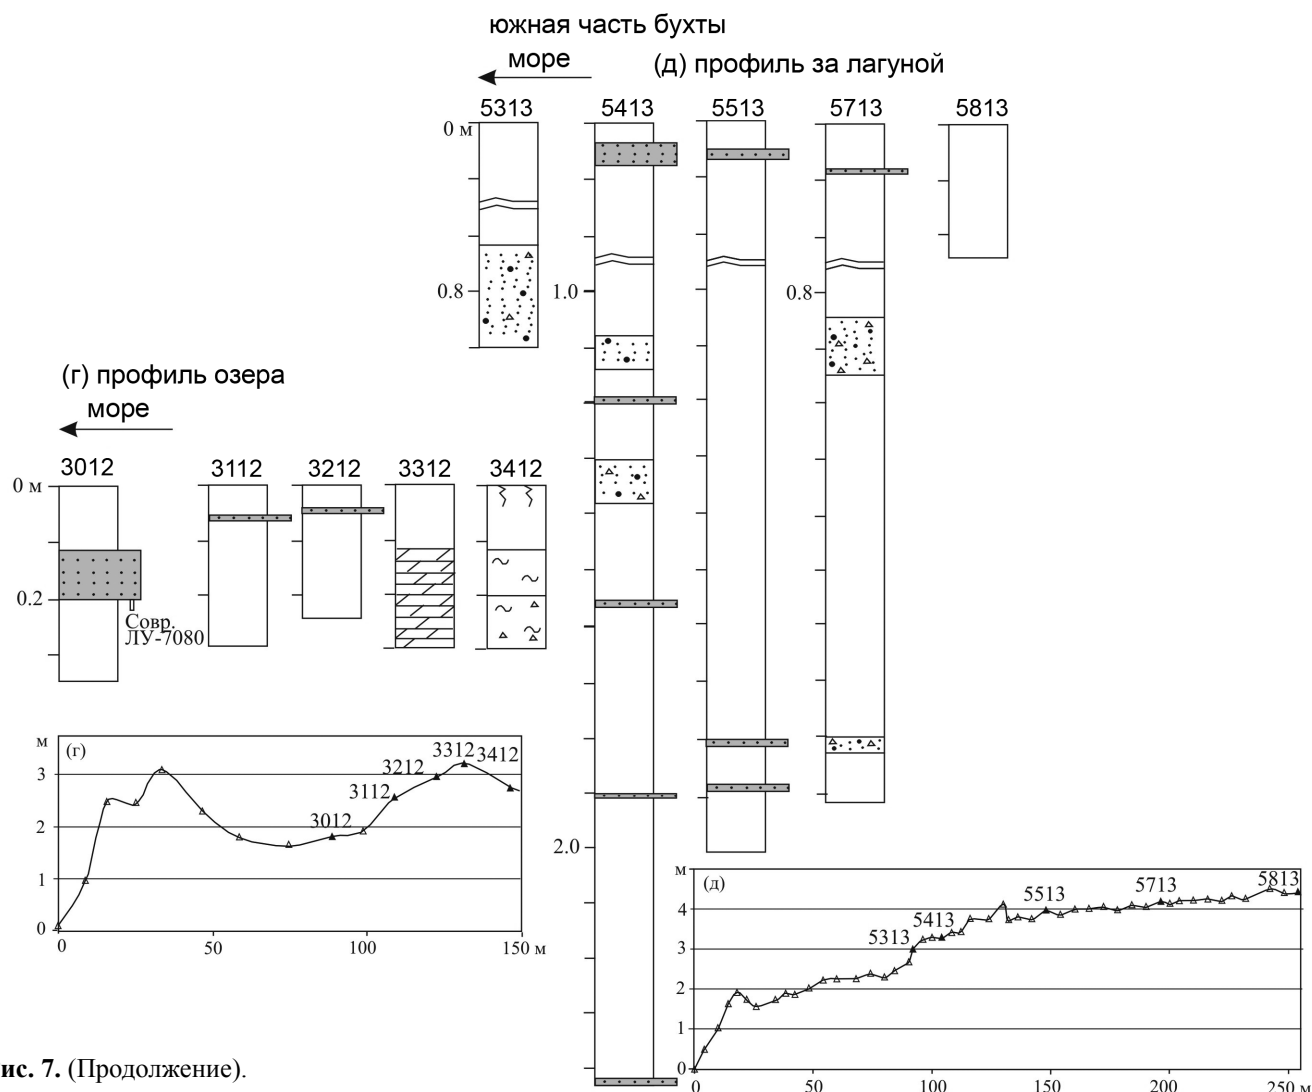 южная часть бухты
море
(д) профиль за лагуной
5313
5413
5513
5713
5813
0 м
0.8
1.0
0.8
2.0
(г) профиль озера
море
3012
3112
3212
3312
3412
0 м
0.2
Совр.
ЛУ-7080
м
(г)
3
2
1
0
3012
3112
3212
3312
3412
0
50
100
150 м
м
(д)
4
3
2
1
0
5313
5413
5513
5713
5813
0
50
100
150
200
250 м
ис. 7. (Продолжение).